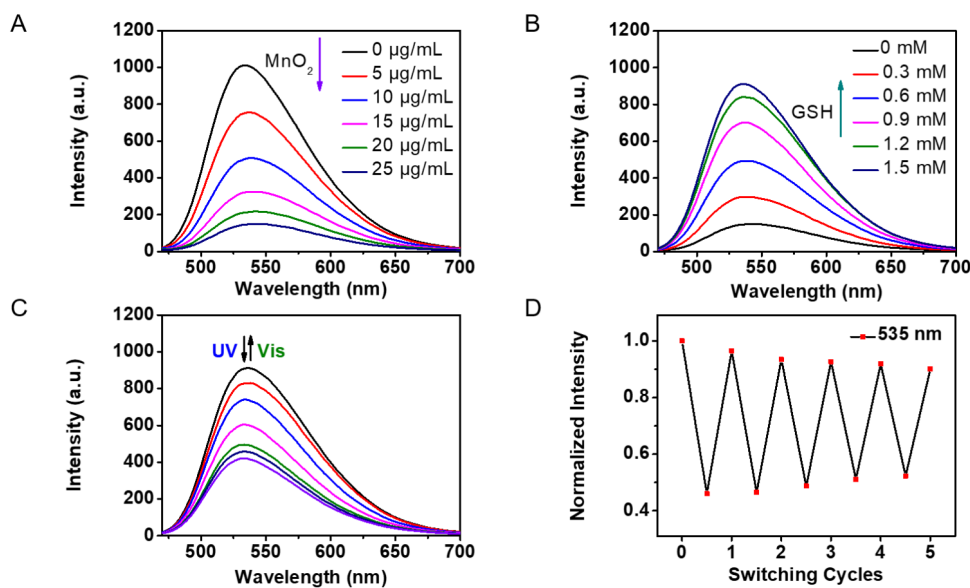 A
1200
1000
800
600
400
200
0
Intensity (a.u.)
MnO₂
0 µg/mL
5 µg/mL
10 µg/mL
15 µg/mL
20 µg/mL
25 µg/mL
500 550 600 650 700
Wavelength (nm)
B
1200
1000
800
600
400
200
0
Intensity (a.u.)
GSH
0 mM
0.3 mM
0.6 mM
0.9 mM
1.2 mM
1.5 mM
500 550 600 650 700
Wavelength (nm)
C
1200
1000
800
600
400
200
0
Intensity (a.u.)
UV Vis
500 550 600 650 700
Wavelength (nm)
D
1.0
0.8
0.6
0.4
Normalized Intensity
535 nm
0 1 2 3 4 5
Switching Cycles